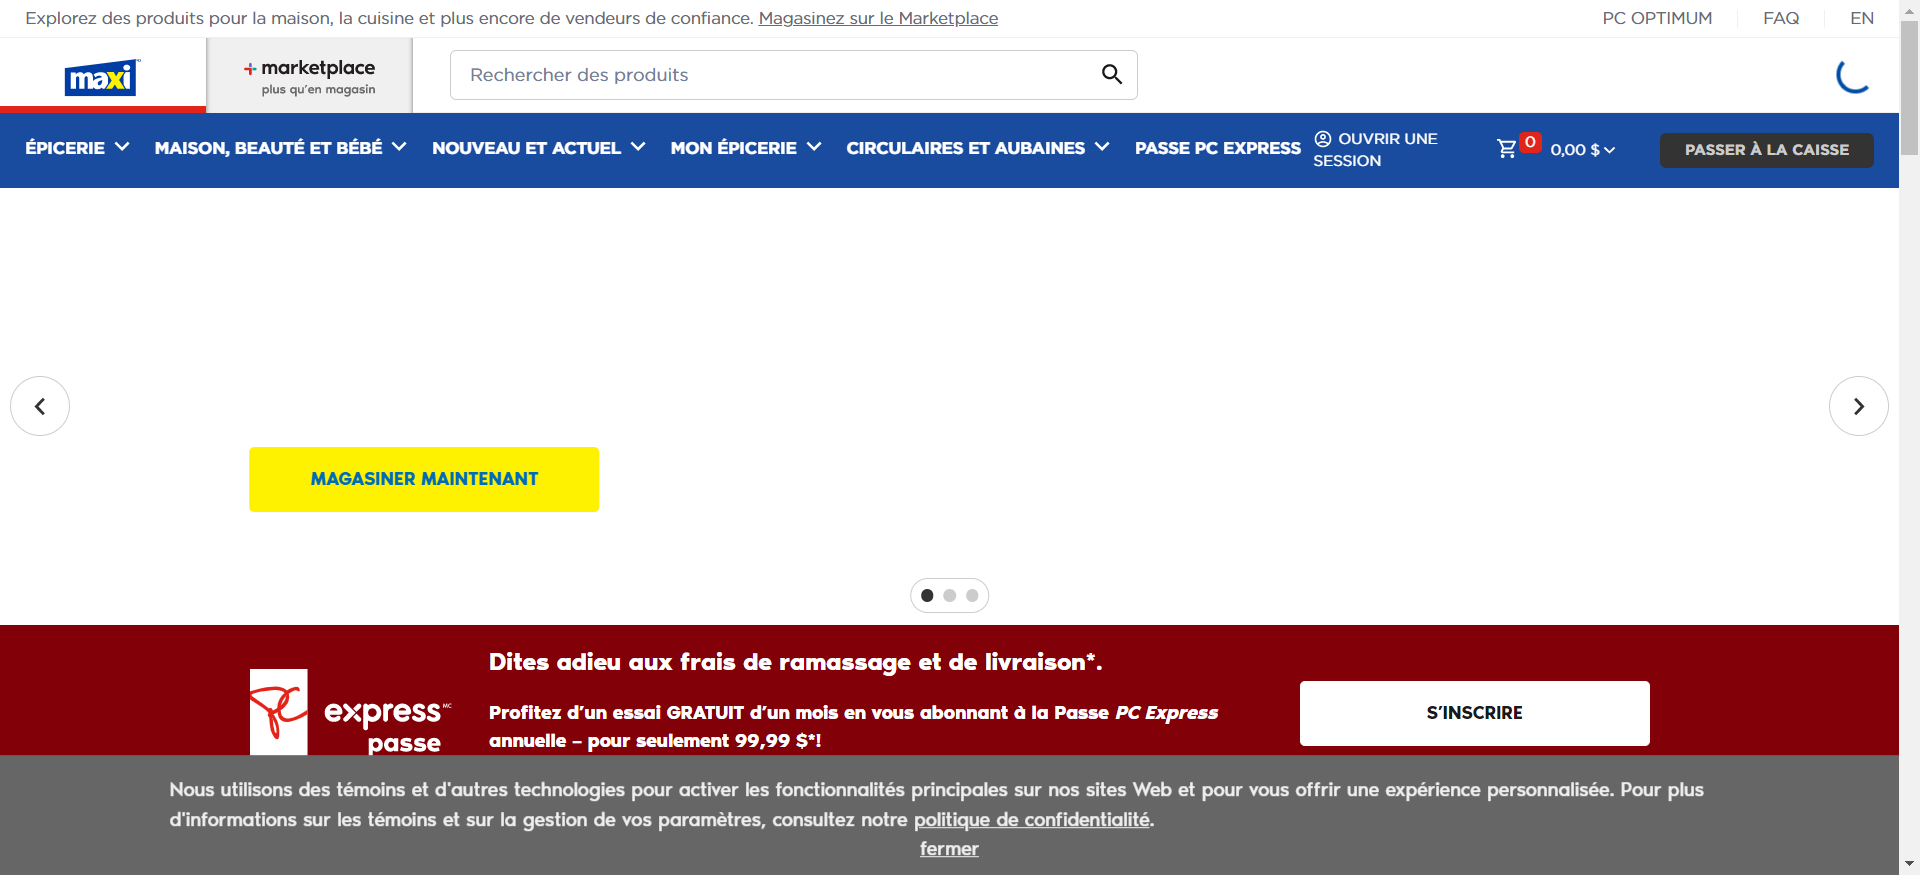 Explorez des produits pour la maison, la cuisine et plus encore de vendeurs de confiance. Magasinez sur le Marketplace
PC OPTIMUM
FAQ
EN
maxi
marketplace
plus qu'en magasin
Rechercher des produits
ÉPICERIE
MAISON, BEAUTÉ ET BÉBÉ
NOUVEAU ET ACTUEL
MON ÉPICERIE
CIRCULAIRES ET AUBAINES
PASSE PC EXPRESS
OUVRIR UNE
SESSION
0
0,00 $
PASSER À LA CAISSE
MAGASINER MAINTENANT
Dites adieu aux frais de ramassage et de livraison*.
PC express MC
passe
Profitez d’un essai GRATUIT d’un mois en vous abonnant à la Passe PC Express
annuelle – pour seulement 99,99 $*!
S’INSCRIRE
Nous utilisons des témoins et d'autres technologies pour activer les fonctionnalités principales sur nos sites Web et pour vous offrir une expérience personnalisée. Pour plus
d'informations sur les témoins et sur la gestion de vos paramètres, consultez notre politique de confidentialité.
fermer